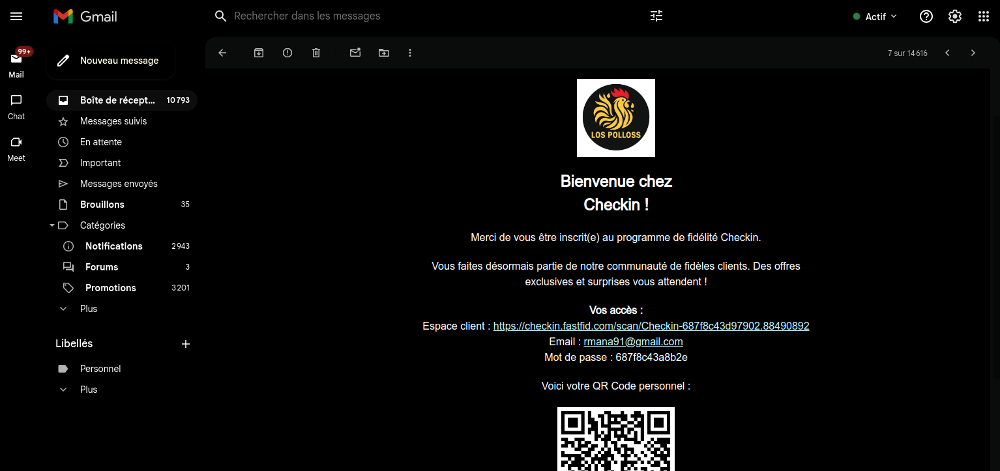 Gmail
Rechercher dans les messages
Actif
99+
Mail
Nouveau message
7 sur 14 616
Boîte de récept... 10 793
Chat
Messages suivis
En attente
Meet
Important
Messages envoyés
Brouillons 35
Catégories
Notifications 2 943
Forums 3
Promotions 3 201
Plus
Libellés
Personnel
Plus
LOS POLLOSS
Bienvenue chez
Checkin !
Merci de vous être inscrit(e) au programme de fidélité Checkin.
Vous faites désormais partie de notre communauté de fidèles clients. Des offres
exclusives et surprises vous attendent !
Vos accès :
Espace client : https://checkin.fastfid.com/scan/Checkin-687f8c43d97902.88490892
Email : rmana91@gmail.com
Mot de passe : 687f8c43a8b2e
Voici votre QR Code personnel :